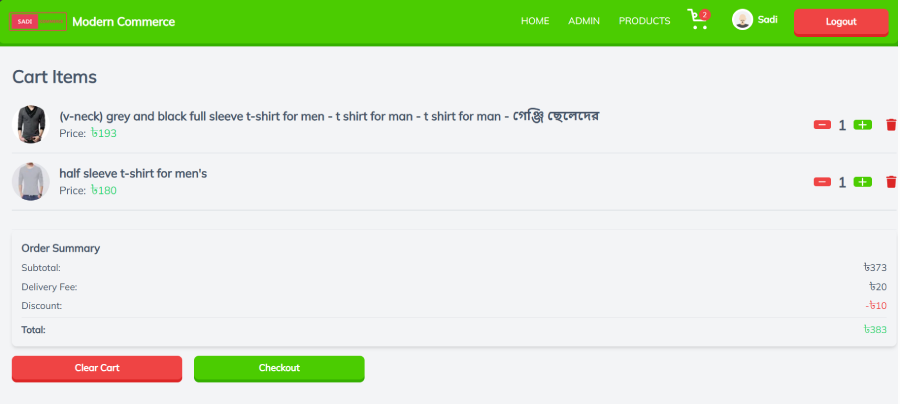 SADI
Modern Commerce
HOME
ADMIN
PRODUCTS
2
Sadi
Logout
Cart Items
(v-neck) grey and black full sleeve t-shirt for men - t shirt for man - t shirt for man - গেঞ্জি ছেলেদের
Price: ৳193
1
half sleeve t-shirt for men's
Price: ৳180
1
Order Summary
Subtotal: ৳373
Delivery Fee: ৳20
Discount: -৳10
Total: ৳383
Clear Cart
Checkout